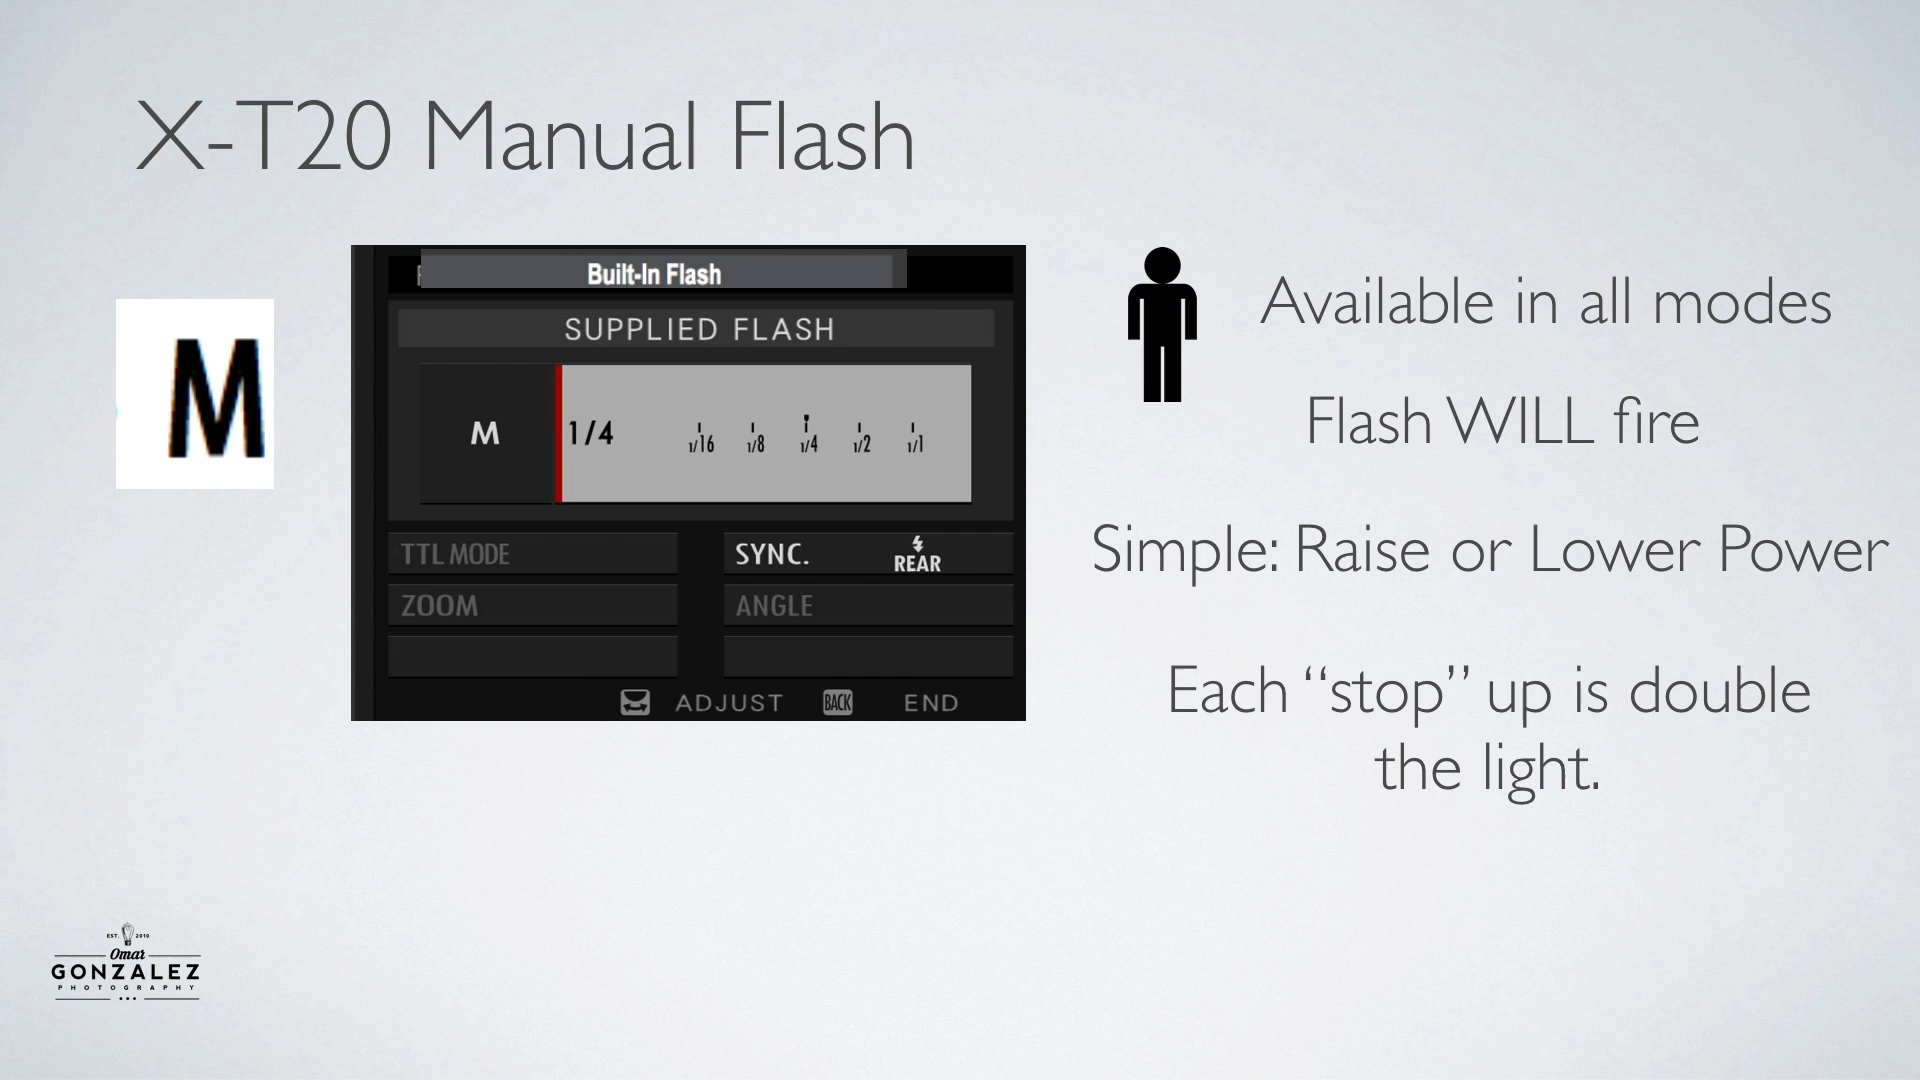 X-T20 Manual Flash
M
Built-In Flash
SUPPLIED FLASH
M
1/4
1/16 1/8 1/4 1/2 1/1
TTL MODE
SYNC. REAR
ZOOM
ANGLE
ADJUST BACK END
Available in all modes
Flash WILL fire
Simple: Raise or Lower Power
Each “stop” up is double
the light.
EST. 2010
Omar
GONZALEZ
PHOTOGRAPHY